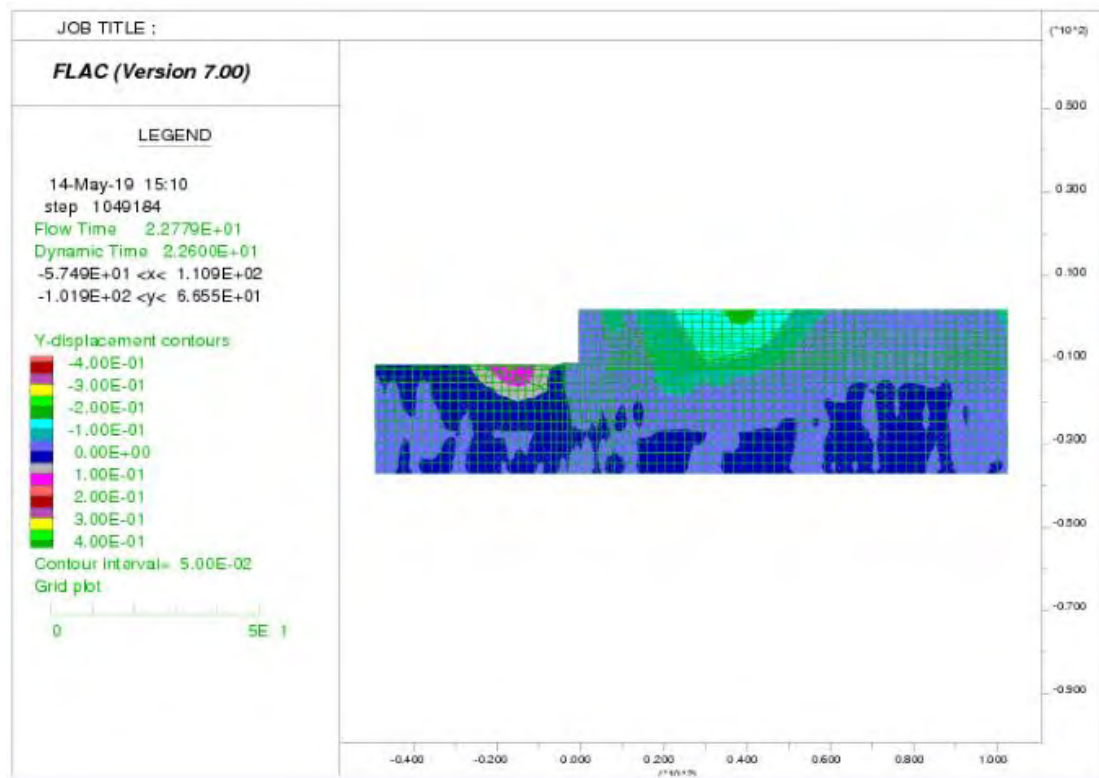 JOB TITLE :
FLAC (Version 7.00)
LEGEND
14-May-19 15:10
step 1049184
Flow Time 2.2779E+01
Dynamic Time 2.2600E+01
-5.749E+01 <x< 1.109E+02
-1.019E+02 <y< 6.655E+01
Y-displacement contours
-4.00E-01
-3.00E-01
-2.00E-01
-1.00E-01
0.00E+00
1.00E-01
2.00E-01
3.00E-01
4.00E-01
Contour interval= 5.00E-02
Grid plot
0 5E 1
(*10^2)
0.500
0.300
0.100
-0.100
-0.300
-0.500
-0.700
-0.900
-0.400 -0.200 0.000 0.200 0.400 0.600 0.800 1.000